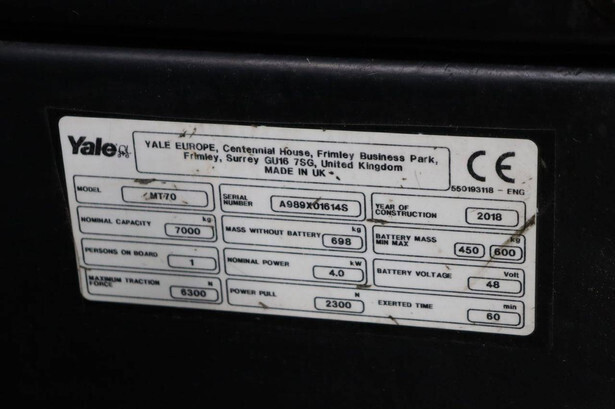 Yale
YALE EUROPE, Centennial House, Frimley Business Park,
Frimley, Surrey GU16 7SG, United Kingdom
MADE IN UK
CE
550193118 - ENG
MODEL MT70
SERIAL NUMBER A989X01614S
YEAR OF CONSTRUCTION 2018
NOMINAL CAPACITY 7000 kg
MASS WITHOUT BATTERY 698 kg
BATTERY MASS MIN MAX 450 600 kg
PERSONS ON BOARD 1
NOMINAL POWER 4.0 kW
BATTERY VOLTAGE 48 Volt
MAXIMUM TRACTION FORCE 6300 N
POWER PULL 2300 N
EXERTED TIME 60 min